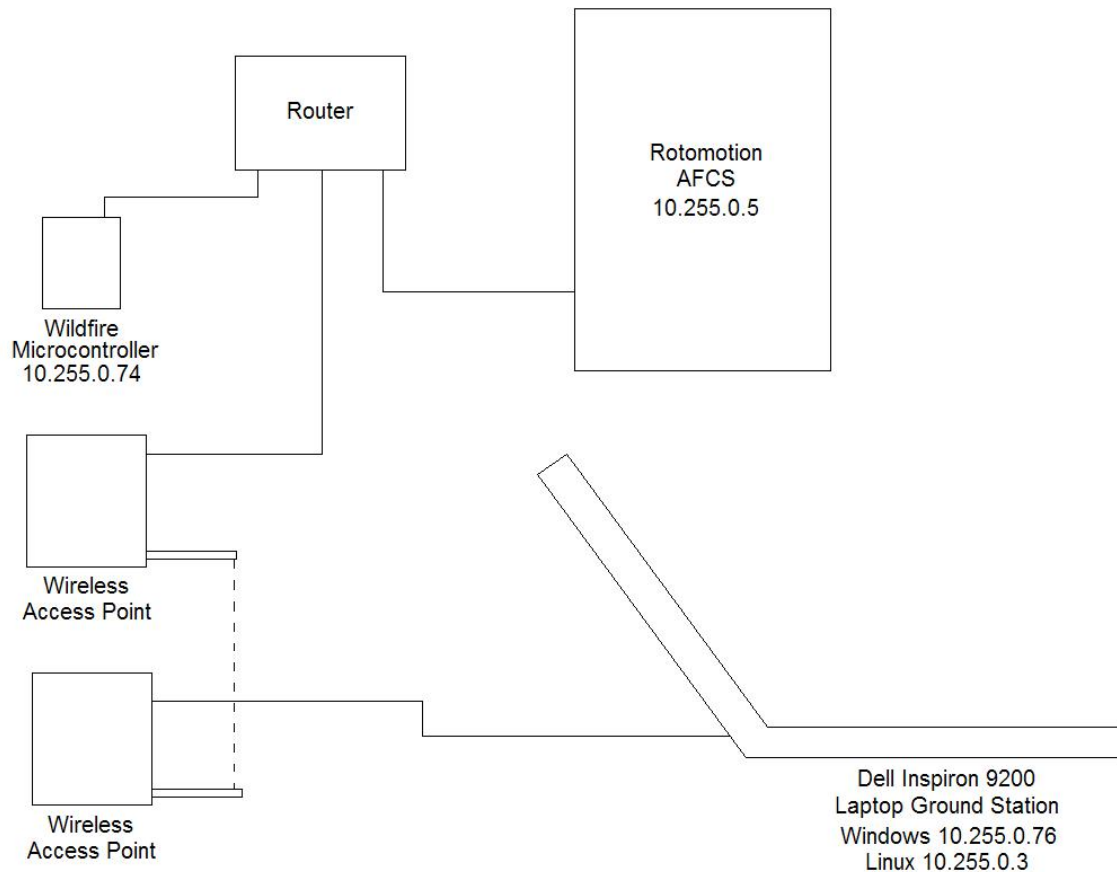 Router
Rotomotion
AFCS
10.255.0.5
Wildfire
Microcontroller
10.255.0.74
Wireless
Access Point
Wireless
Access Point
Dell Inspiron 9200
Laptop Ground Station
Windows 10.255.0.76
Linux 10.255.0.3